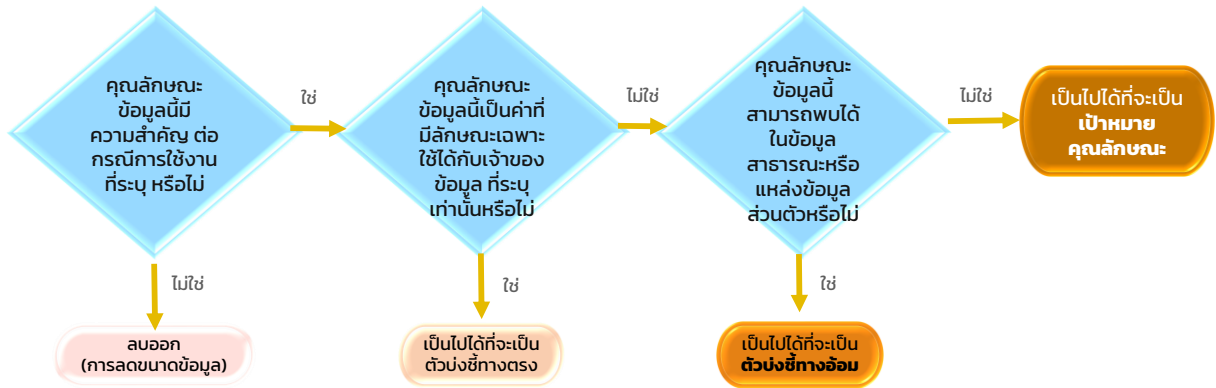 คุณลักษณะ
ข้อมูลนี้มี
ความสำคัญ ต่อ
กรณีการใช้งาน
ที่ระบุ หรือไม่
ใช่
คุณลักษณะ
ข้อมูลนี้เป็นค่าที่
มีลักษณะเฉพาะ
ใช้ได้กับเจ้าของ
ข้อมูล ที่ระบุ
เท่านั้นหรือไม่
ไม่ใช่
คุณลักษณะ
ข้อมูลนี้
สามารถพบได้
ในข้อมูล
สาธารณะหรือ
แหล่งข้อมูล
ส่วนตัวหรือไม่
ไม่ใช่
เป็นไปได้ที่จะเป็น
เป้าหมาย
คุณลักษณะ
ไม่ใช่
ใช่
ใช่
ลบออก
(การลดขนาดข้อมูล)
เป็นไปได้ที่จะเป็น
ตัวบ่งชี้ทางตรง
เป็นไปได้ที่จะเป็น
ตัวบ่งชี้ทางอ้อม